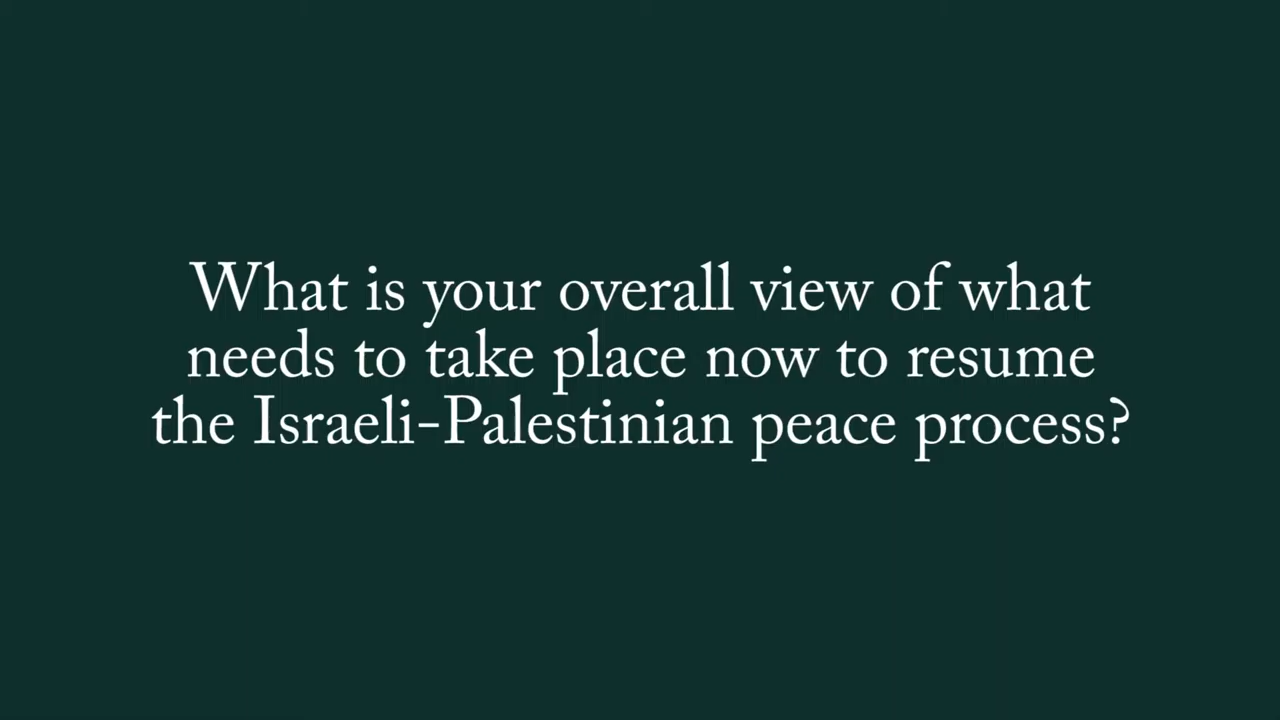 What is your overall view of what
needs to take place now to resume
the Israeli-Palestinian peace process?